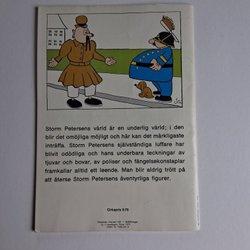 Storm Petersens värld är en underlig värld; i den
blir det omöjliga möjligt och här kan det märkligaste
inträffa. Storm Petersens självständiga luffare har
blivit odödliga och hans underbara teckningar av
tjuvar och bovar, av poliser och fängelsekonstaplar
framkallar alltid ett leende. Man blir aldrig trött på
att återse Storm Petersens äventyrliga figurer.
Cirkapris